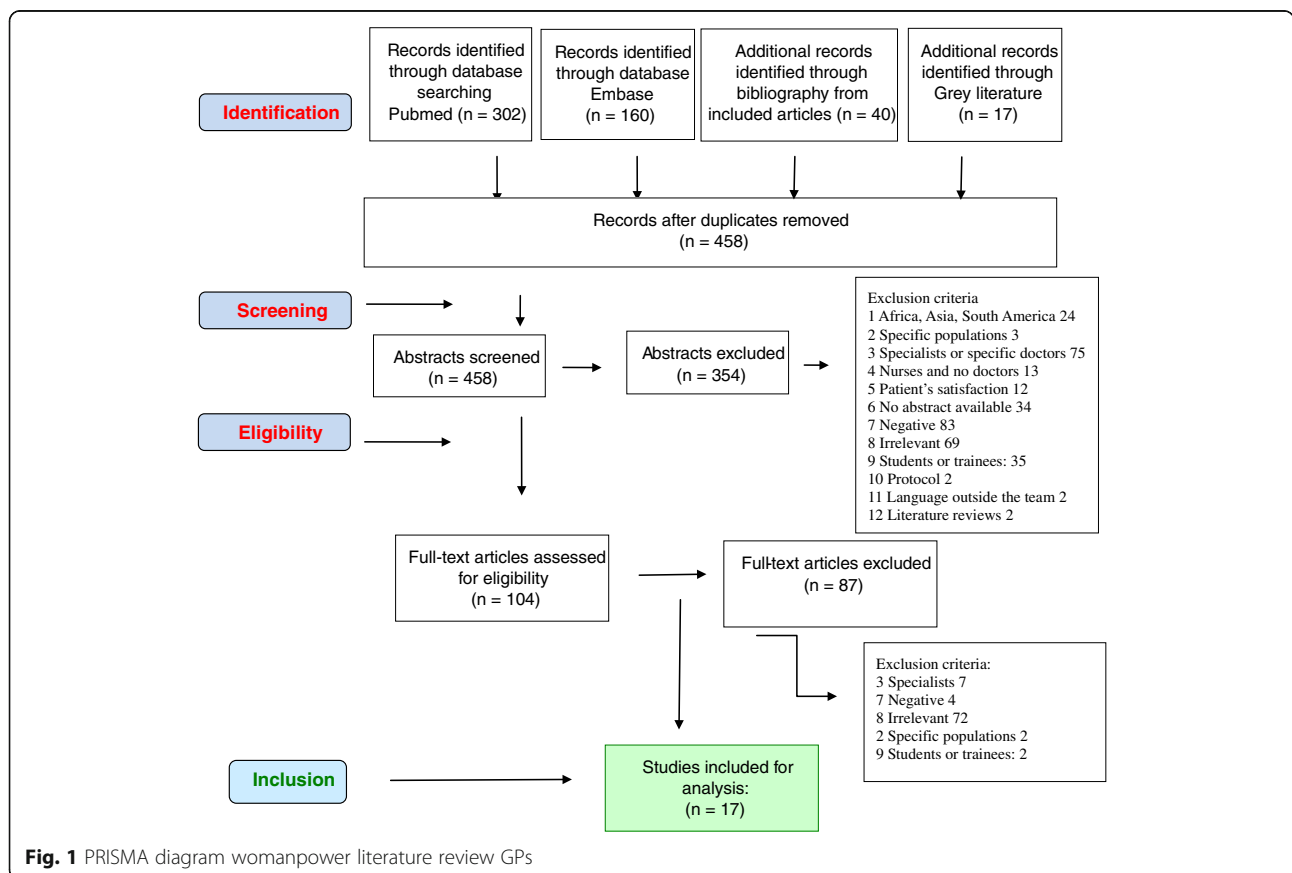 Records identified
through database
searching
Pubmed (n = 302)
Records identified
through database
Embase
(n = 160)
Additional records
identified through
bibliography from
included articles (n = 40)
Additional records
identified through
Grey literature
(n = 17)
Identification
Records after duplicates removed
(n = 458)
Screening
Abstracts screened
(n = 458)
Abstracts excluded
(n = 354)
Exclusion criteria
1 Africa, Asia, South America 24
2 Specific populations 3
3 Specialists or specific doctors 75
4 Nurses and no doctors 13
5 Patient's satisfaction 12
6 No abstract available 34
7 Negative 83
8 Irrelevant 69
9 Students or trainees: 35
10 Protocol 2
11 Language outside the team 2
12 Literature reviews 2
Eligibility
Full-text articles assessed
for eligibility
(n = 104)
Full-text articles excluded
(n = 87)
Exclusion criteria:
3 Specialists 7
7 Negative 4
8 Irrelevant 72
2 Specific populations 2
9 Students or trainees: 2
Inclusion
Studies included for
analysis:
(n = 17)
Fig. 1 PRISMA diagram womanpower literature review GPs